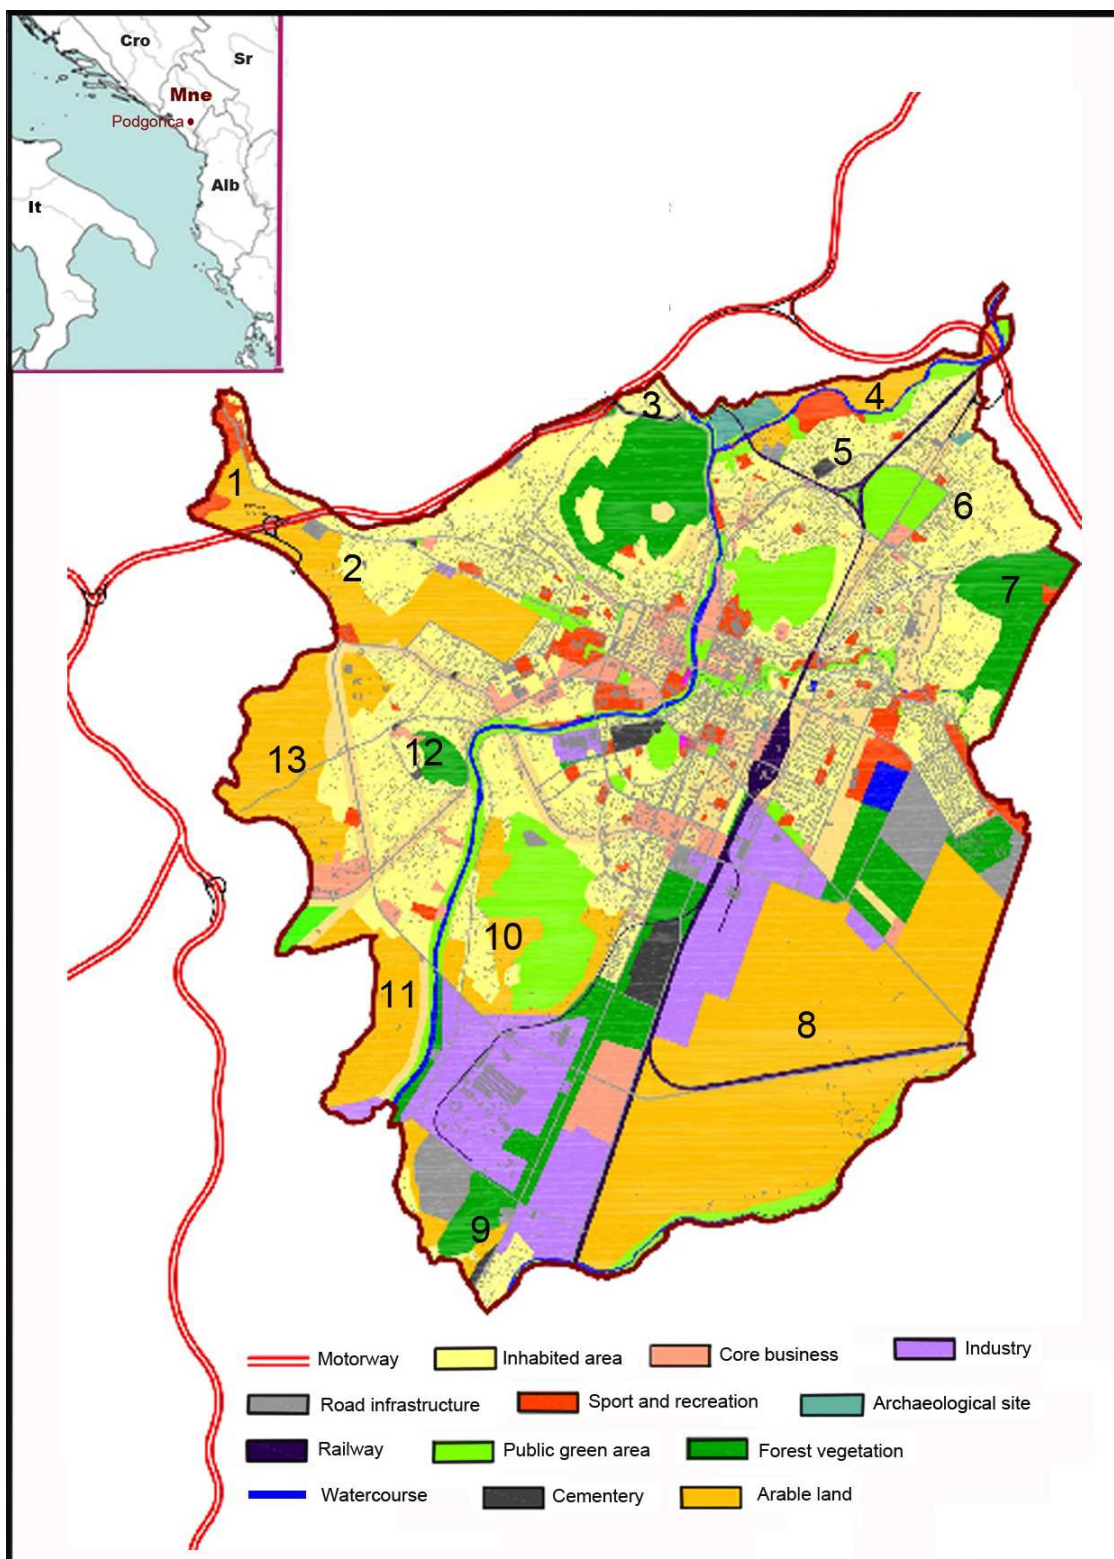 Cro
Sr
Mne
Podgorica
Alb
It
3
4
1
5
6
2
7
12
13
10
11
8
9
Motorway
Inhabited area
Core business
Industry
Road infrastructure
Sport and recreation
Archaeological site
Railway
Public green area
Forest vegetation
Watercourse
Cementery
Arable land